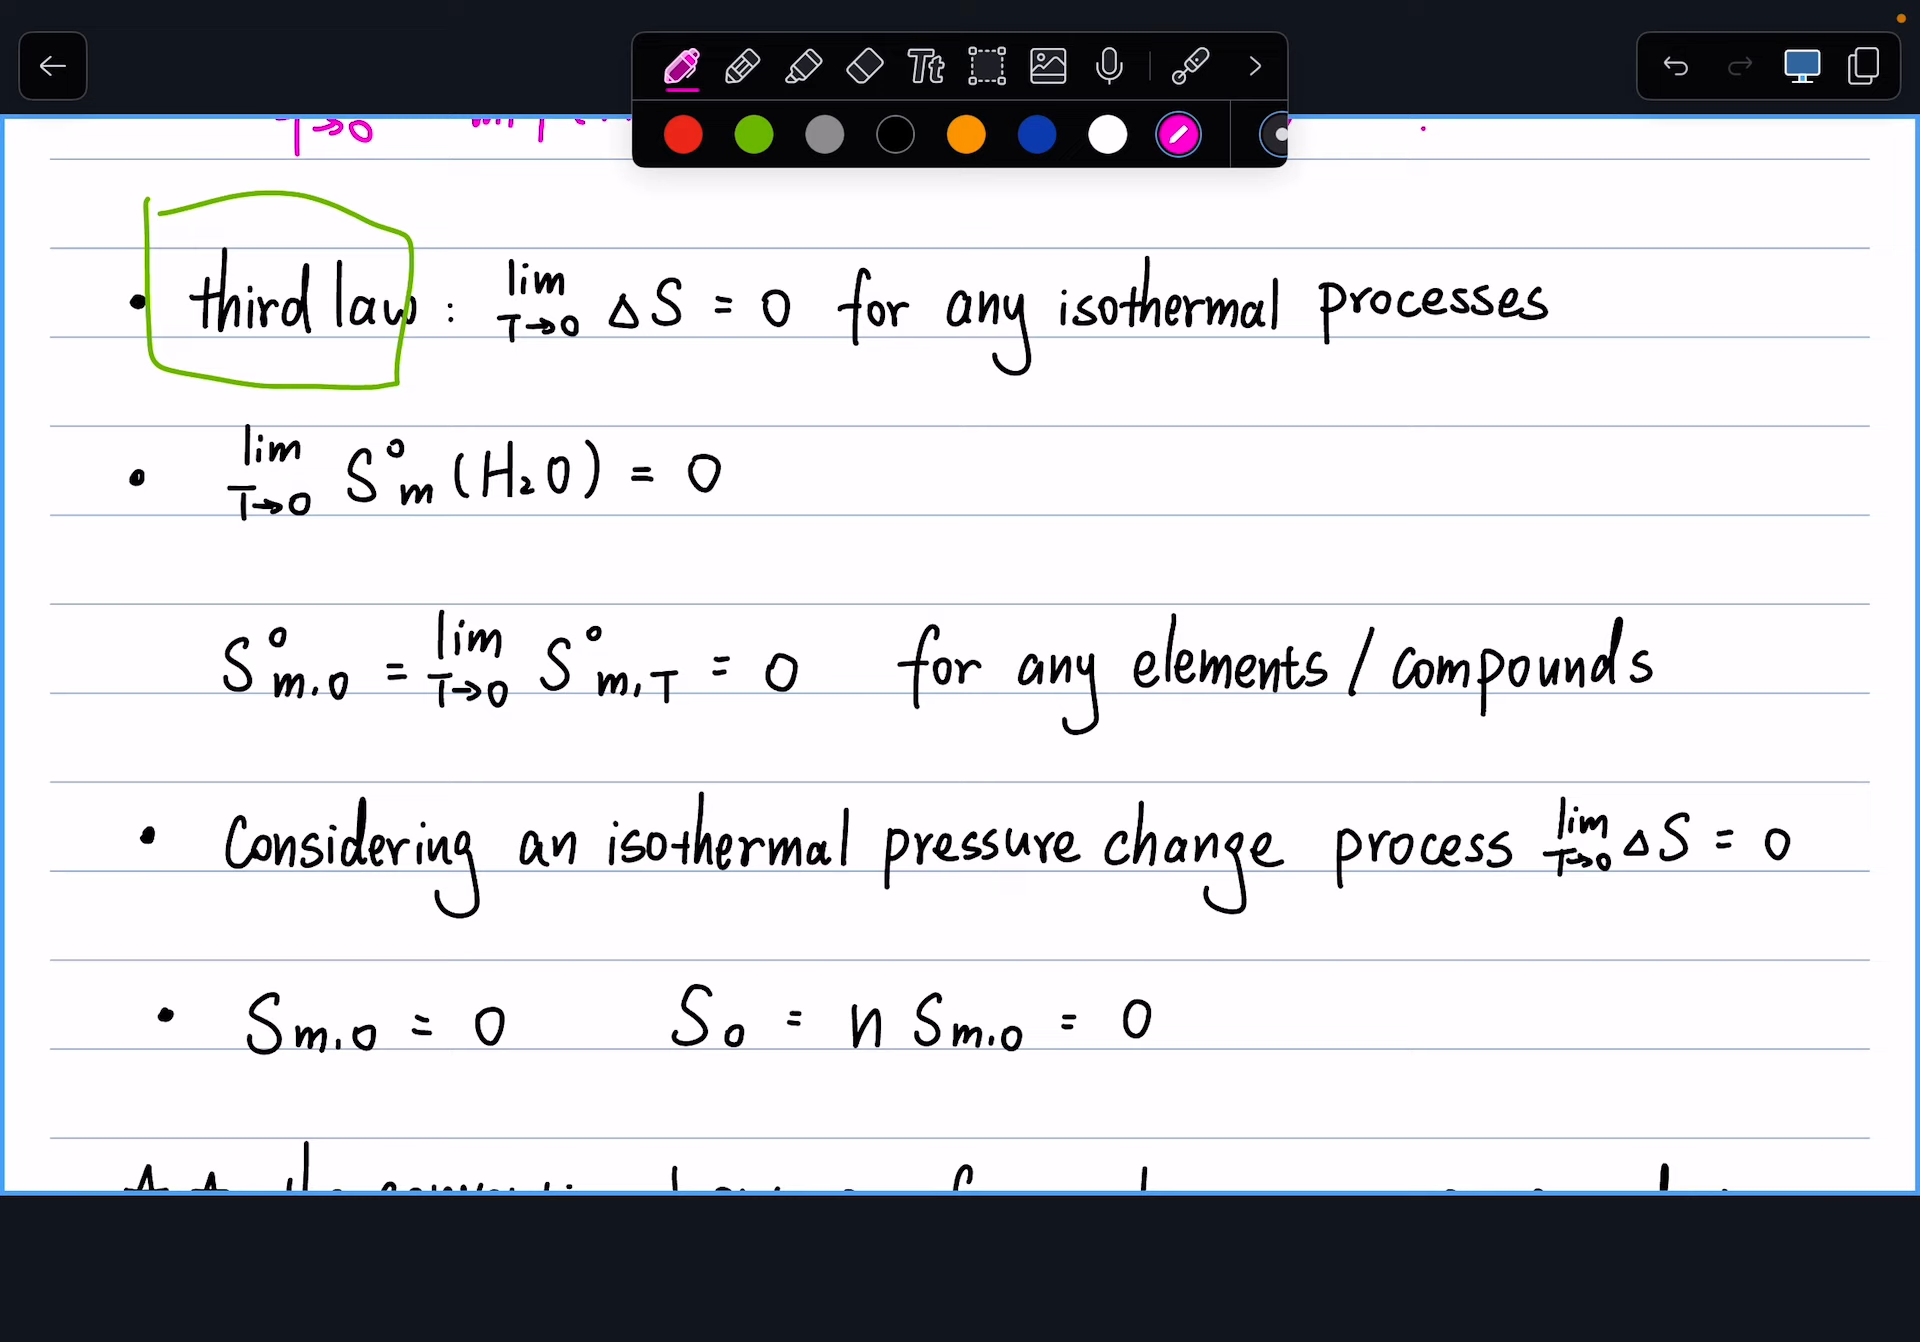 Tt
T→0
• third law : lim T→0 ΔS = 0 for any isothermal processes
• lim T→0 S°m (H₂O) = 0
S°m,0 = lim T→0 S°m,T = 0 for any elements / compounds
• Considering an isothermal pressure change process lim T→0 ΔS = 0
• Sm,0 = 0 S0 = n Sm,0 = 0